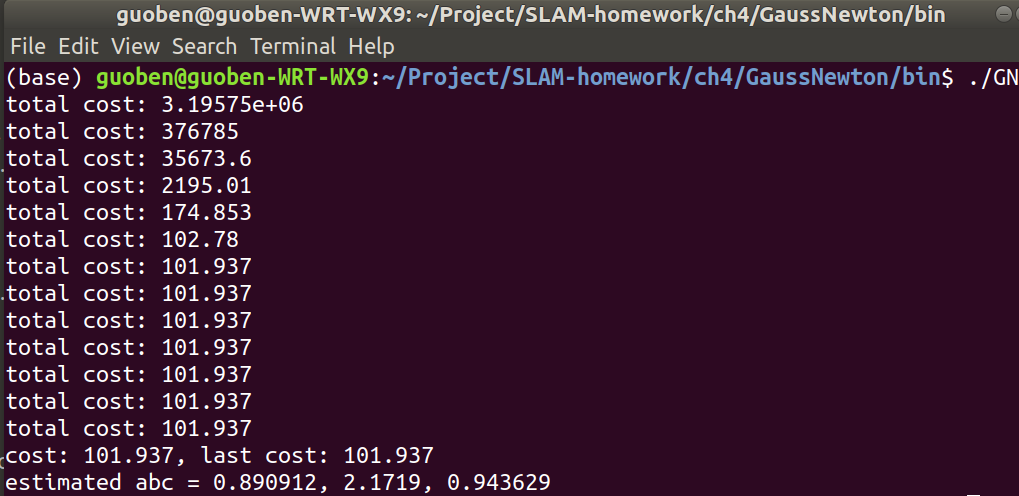 guoben@guoben-WRT-WX9: ~/Project/SLAM-homework/ch4/GaussNewton/bin
File Edit View Search Terminal Help
(base) guoben@guoben-WRT-WX9:~/Project/SLAM-homework/ch4/GaussNewton/bin$ ./GN
total cost: 3.19575e+06
total cost: 376785
total cost: 35673.6
total cost: 2195.01
total cost: 174.853
total cost: 102.78
total cost: 101.937
total cost: 101.937
total cost: 101.937
total cost: 101.937
total cost: 101.937
total cost: 101.937
total cost: 101.937
cost: 101.937, last cost: 101.937
estimated abc = 0.890912, 2.1719, 0.943629